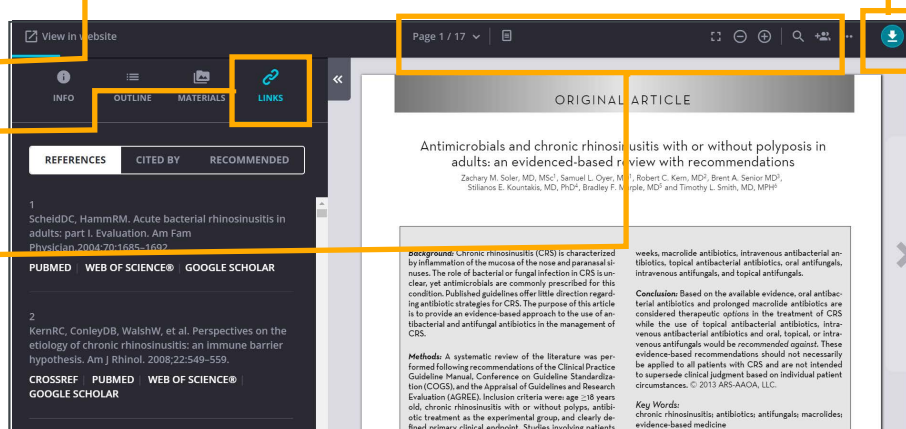 View in website
Page 1 / 17
INFO
OUTLINE
MATERIALS
LINKS
REFERENCES
CITED BY
RECOMMENDED
1
ScheidDC, HammRM. Acute bacterial rhinosinusitis in
adults: part I. Evaluation. Am Fam
Physician.2004;70:1685–1692
PUBMED | WEB OF SCIENCE® | GOOGLE SCHOLAR
2
KernRC, ConleyDB, WalshW, et al. Perspectives on the
etiology of chronic rhinosinusitis: an immune barrier
hypothesis. Am J Rhinol. 2008;22:549–559.
CROSSREF | PUBMED | WEB OF SCIENCE® |
GOOGLE SCHOLAR
ORIGINAL ARTICLE
Antimicrobials and chronic rhinosinusitis with or without polyposis in
adults: an evidenced-based review with recommendations
Zachary M. Soler, MD, MSc1, Samuel L. Oyer, MD1, Robert C. Kern, MD2, Brent A. Senior MD3,
Stilianos E. Kountakis, MD, PhD4, Bradley F. Marple, MD5 and Timothy L. Smith, MD, MPH6
Background: Chronic rhinosinusitis (CRS) is characterized
by inflammation of the mucosa of the nose and paranasal si-
nuses. The role of bacterial or fungal infection in CRS is un-
clear, yet antimicrobials are commonly prescribed for this
condition. Published guidelines offer little direction regard-
ing antibiotic strategies for CRS. The purpose of this article
is to provide an evidence-based approach to the use of an-
tibacterial and antifungal antibiotics in the management of
CRS.
Methods: A systematic review of the literature was per-
formed following recommendations of the Clinical Practice
Guideline Manual, Conference on Guideline Standardiza-
tion (COGS), and the Appraisal of Guidelines and Research
Evaluation (AGREE). Inclusion criteria were: age ≥18 years
old, chronic rhinosinusitis with or without polyps, antibi-
otic treatment as the experimental group, and clearly de-
fined primary clinical endpoint. Studies involving patients
weeks, macrolide antibiotics, intravenous antibacterial an-
tibiotics, topical antibacterial antibiotics, oral antifungals,
intravenous antifungals, and topical antifungals.
Conclusion: Based on the available evidence, oral antibac-
terial antibiotics and prolonged macrolide antibiotics are
considered therapeutic options in the treatment of CRS
while the use of topical antibacterial antibiotics, intra-
venous antibacterial antibiotics and oral, topical, or intra-
venous antifungals would be recommended against. These
evidence-based recommendations should not necessarily
be applied to all patients with CRS and are not intended
to supersede clinical judgment based on individual patient
circumstances. © 2013 ARS-AAOA, LLC.
Key Words:
chronic rhinosinusitis; antibiotics; antifungals; macrolides;
evidence-based medicine